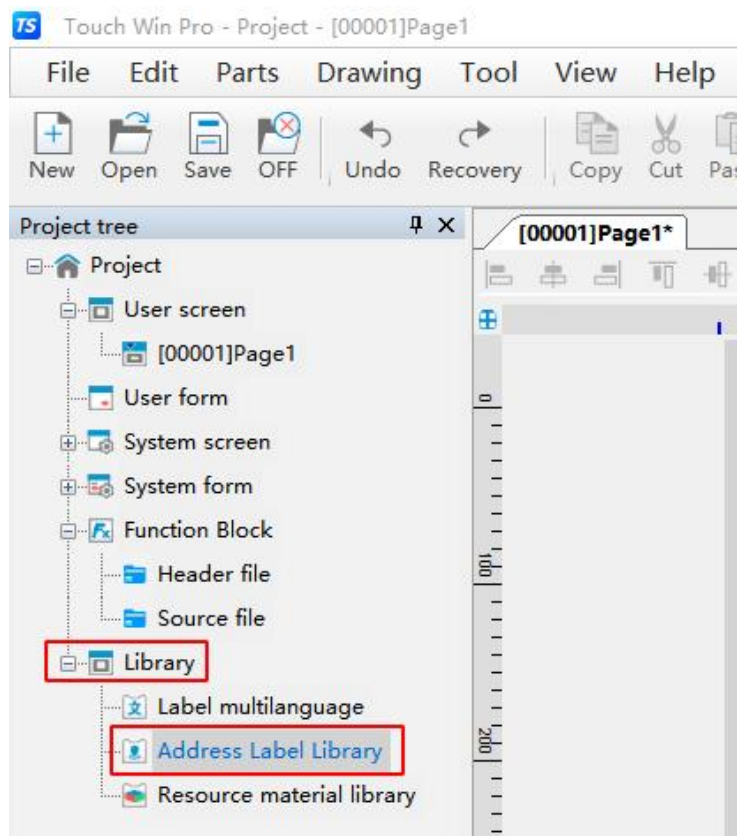 TS Touch Win Pro - Project - [00001]Page1
File Edit Parts Drawing Tool View Help
New Open Save OFF Undo Recovery Copy Cut
Project tree
[00001]Page1*
Project
User screen
[00001]Page1
User form
System screen
System form
Fx Function Block
Header file
Source file
Library
文 Label multilanguage
Address Label Library
Resource material library
0
100
200